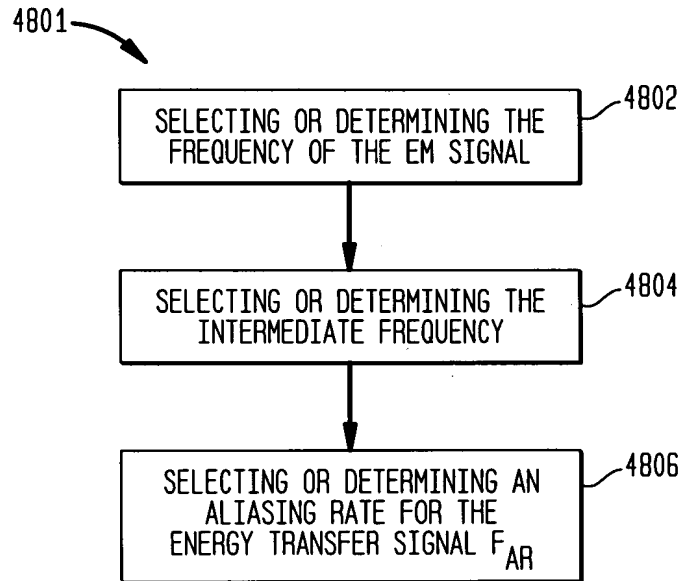 4801
4802
SELECTING OR DETERMINING THE
FREQUENCY OF THE EM SIGNAL
4804
SELECTING OR DETERMINING THE
INTERMEDIATE FREQUENCY
4806
SELECTING OR DETERMINING AN
ALIASING RATE FOR THE
ENERGY TRANSFER SIGNAL F_AR